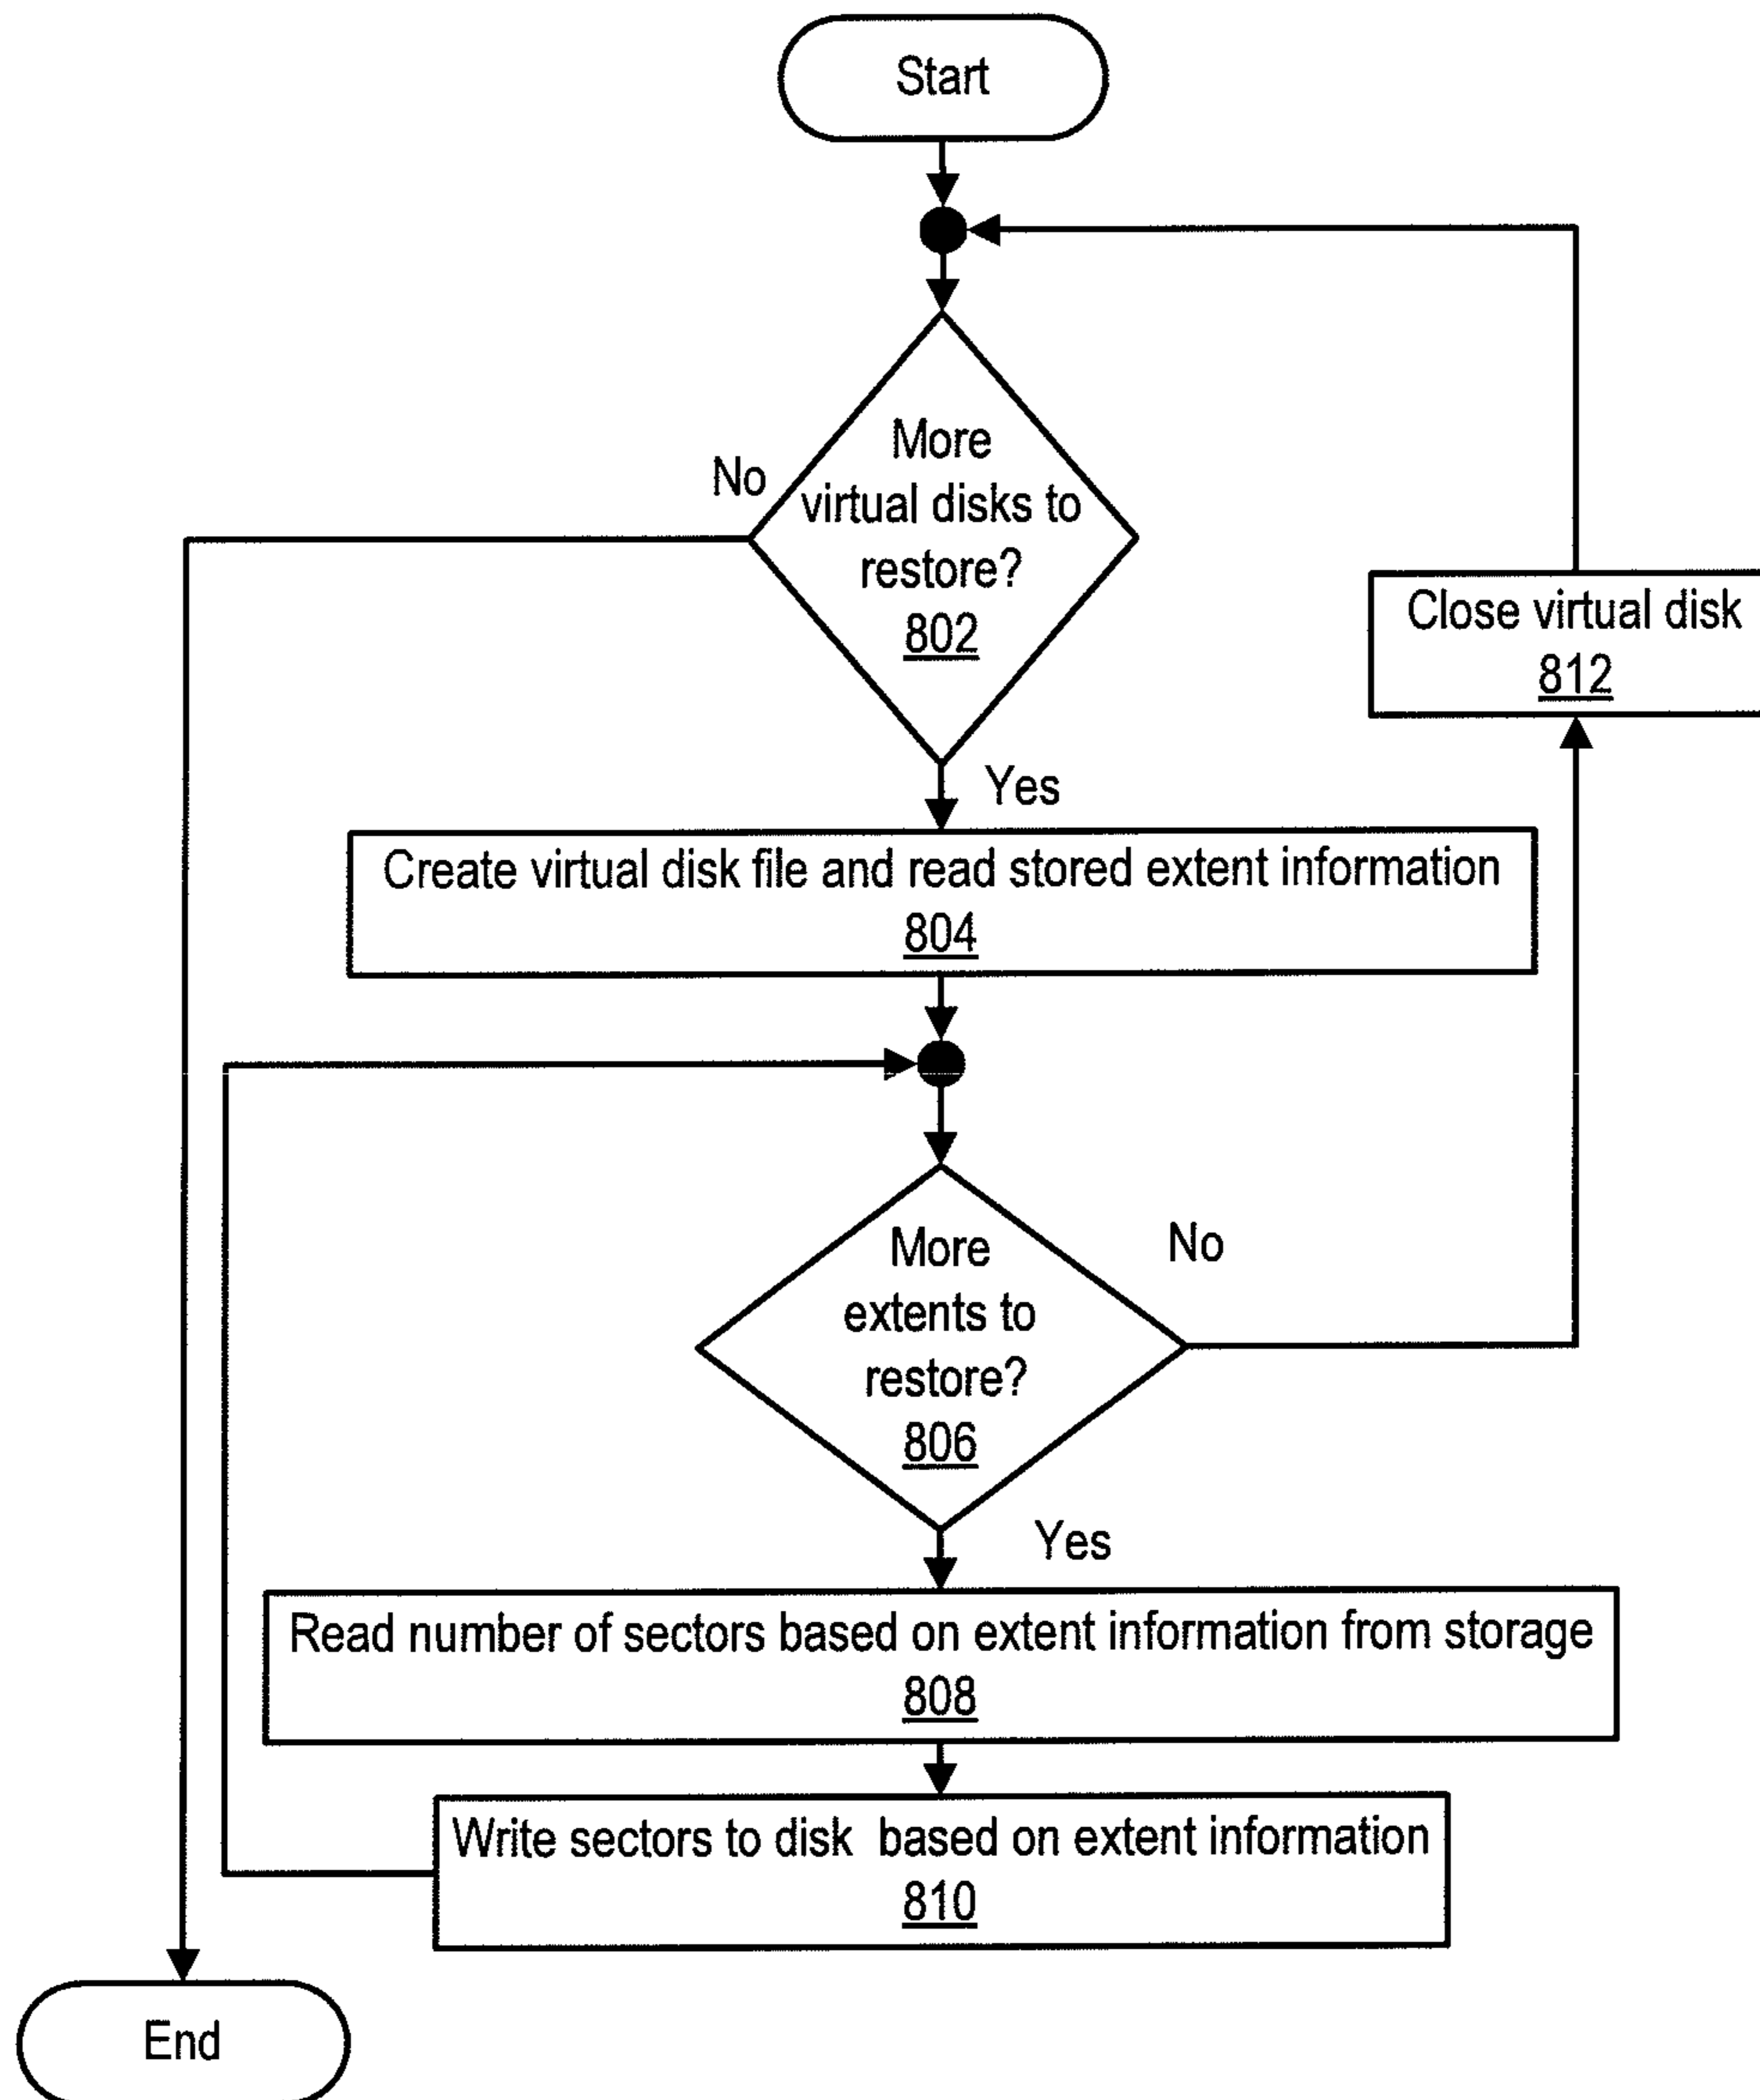 Start
More
virtual disks to
restore?
802
No
Yes
Close virtual disk
812
Create virtual disk file and read stored extent information
804
More
extents to
restore?
806
No
Yes
Read number of sectors based on extent information from storage
808
Write sectors to disk based on extent information
810
End